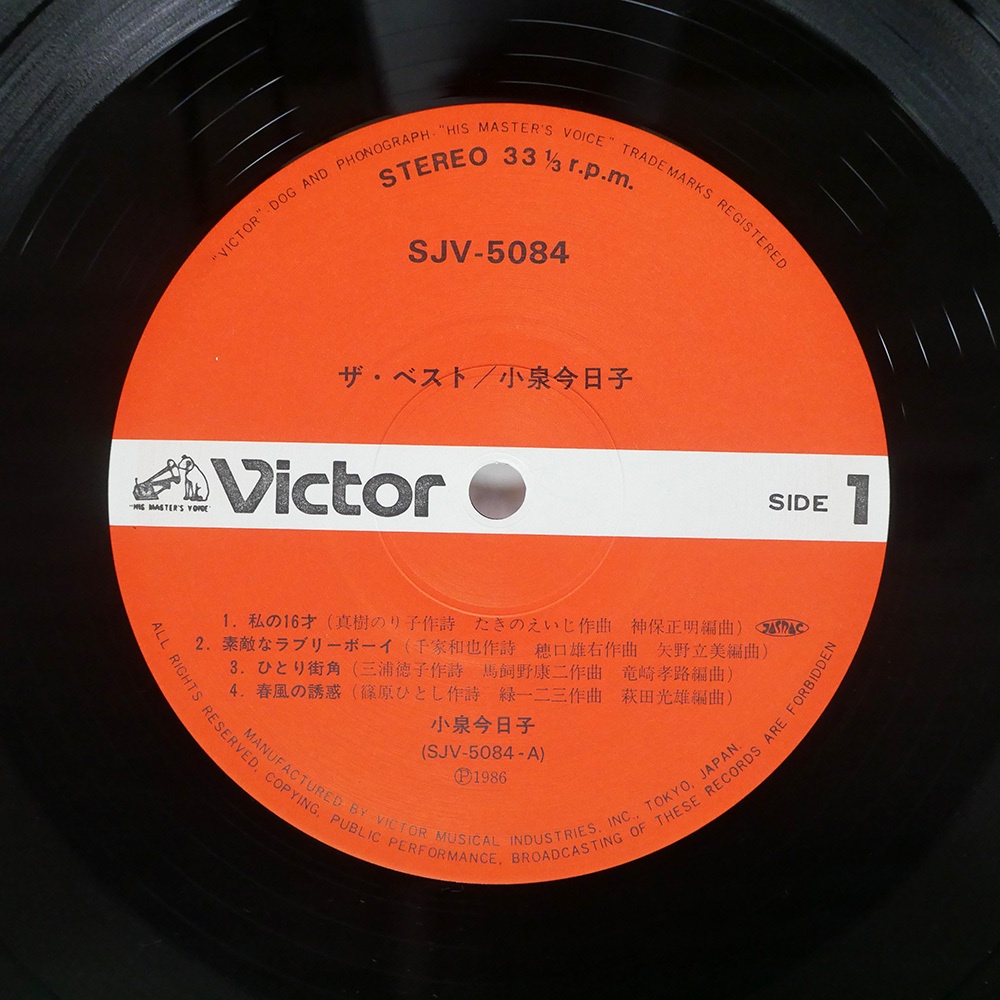 "VICTOR"-DOG AND PHONOGRAPH-"HIS MASTER'S VOICE" TRADEMARKS REGISTERED
STEREO 33 1/3 r.p.m.
SJV-5084
ザ・ベスト／小泉今日子
"HIS MASTER'S VOICE"
Victor
SIDE 1
1. 私の16才（真樹のり子作詩 たきのえいじ作曲 神保正明編曲）JASRAC
2. 素敵なラブリーボーイ（千家和也作詩 穂口雄右作曲 矢野立美編曲）
3. ひとり街角（三浦徳子作詩 馬飼野康二作曲 竜崎孝路編曲）
4. 春風の誘惑（篠原ひとし作詩 緑一二三作曲 萩田光雄編曲）
小泉今日子
(SJV-5084-A)
Ⓟ1986
MANUFACTURED BY VICTOR MUSICAL INDUSTRIES, INC., TOKYO, JAPAN.
ALL RIGHTS RESERVED. COPYING, PUBLIC PERFORMANCE, BROADCASTING OF THESE RECORDS ARE FORBIDDEN